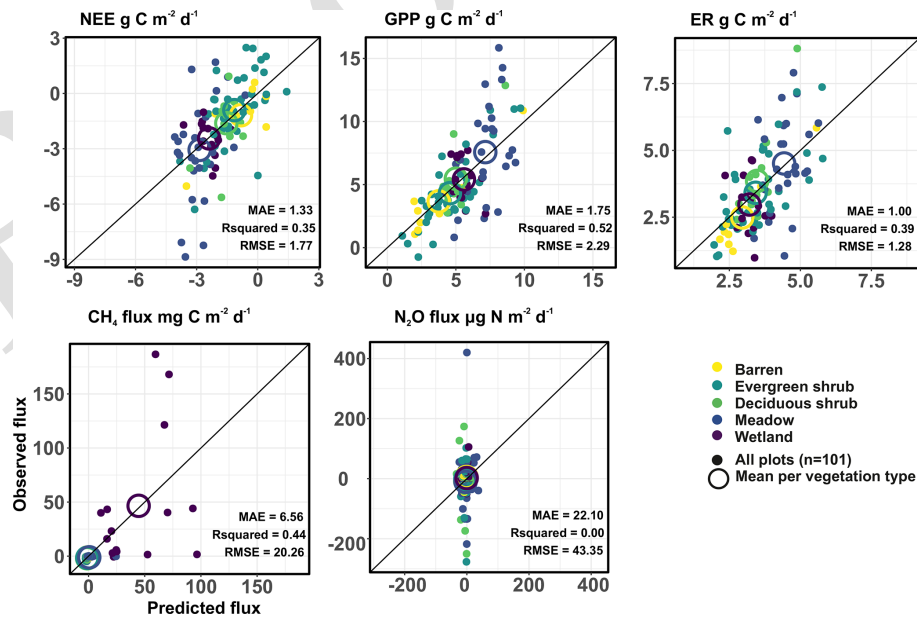 NEE g C m⁻² d⁻¹
3
0
-3
-6
-9
MAE = 1.33
Rsquared = 0.35
RMSE = 1.77
-9
-6
-3
0
3
GPP g C m⁻² d⁻¹
15
10
5
0
MAE = 1.75
Rsquared = 0.52
RMSE = 2.29
0
5
10
15
ER g C m⁻² d⁻¹
7.5
5.0
2.5
MAE = 1.00
Rsquared = 0.39
RMSE = 1.28
2.5
5.0
7.5
CH₄ flux mg C m⁻² d⁻¹
Observed flux
150
100
50
0
MAE = 6.56
Rsquared = 0.44
RMSE = 20.26
0
50
100
150
Predicted flux
N₂O flux µg N m⁻² d⁻¹
400
200
0
-200
MAE = 22.10
Rsquared = 0.00
RMSE = 43.35
-200
0
200
400
Barren
Evergreen shrub
Deciduous shrub
Meadow
Wetland
All plots (n=101)
Mean per vegetation type